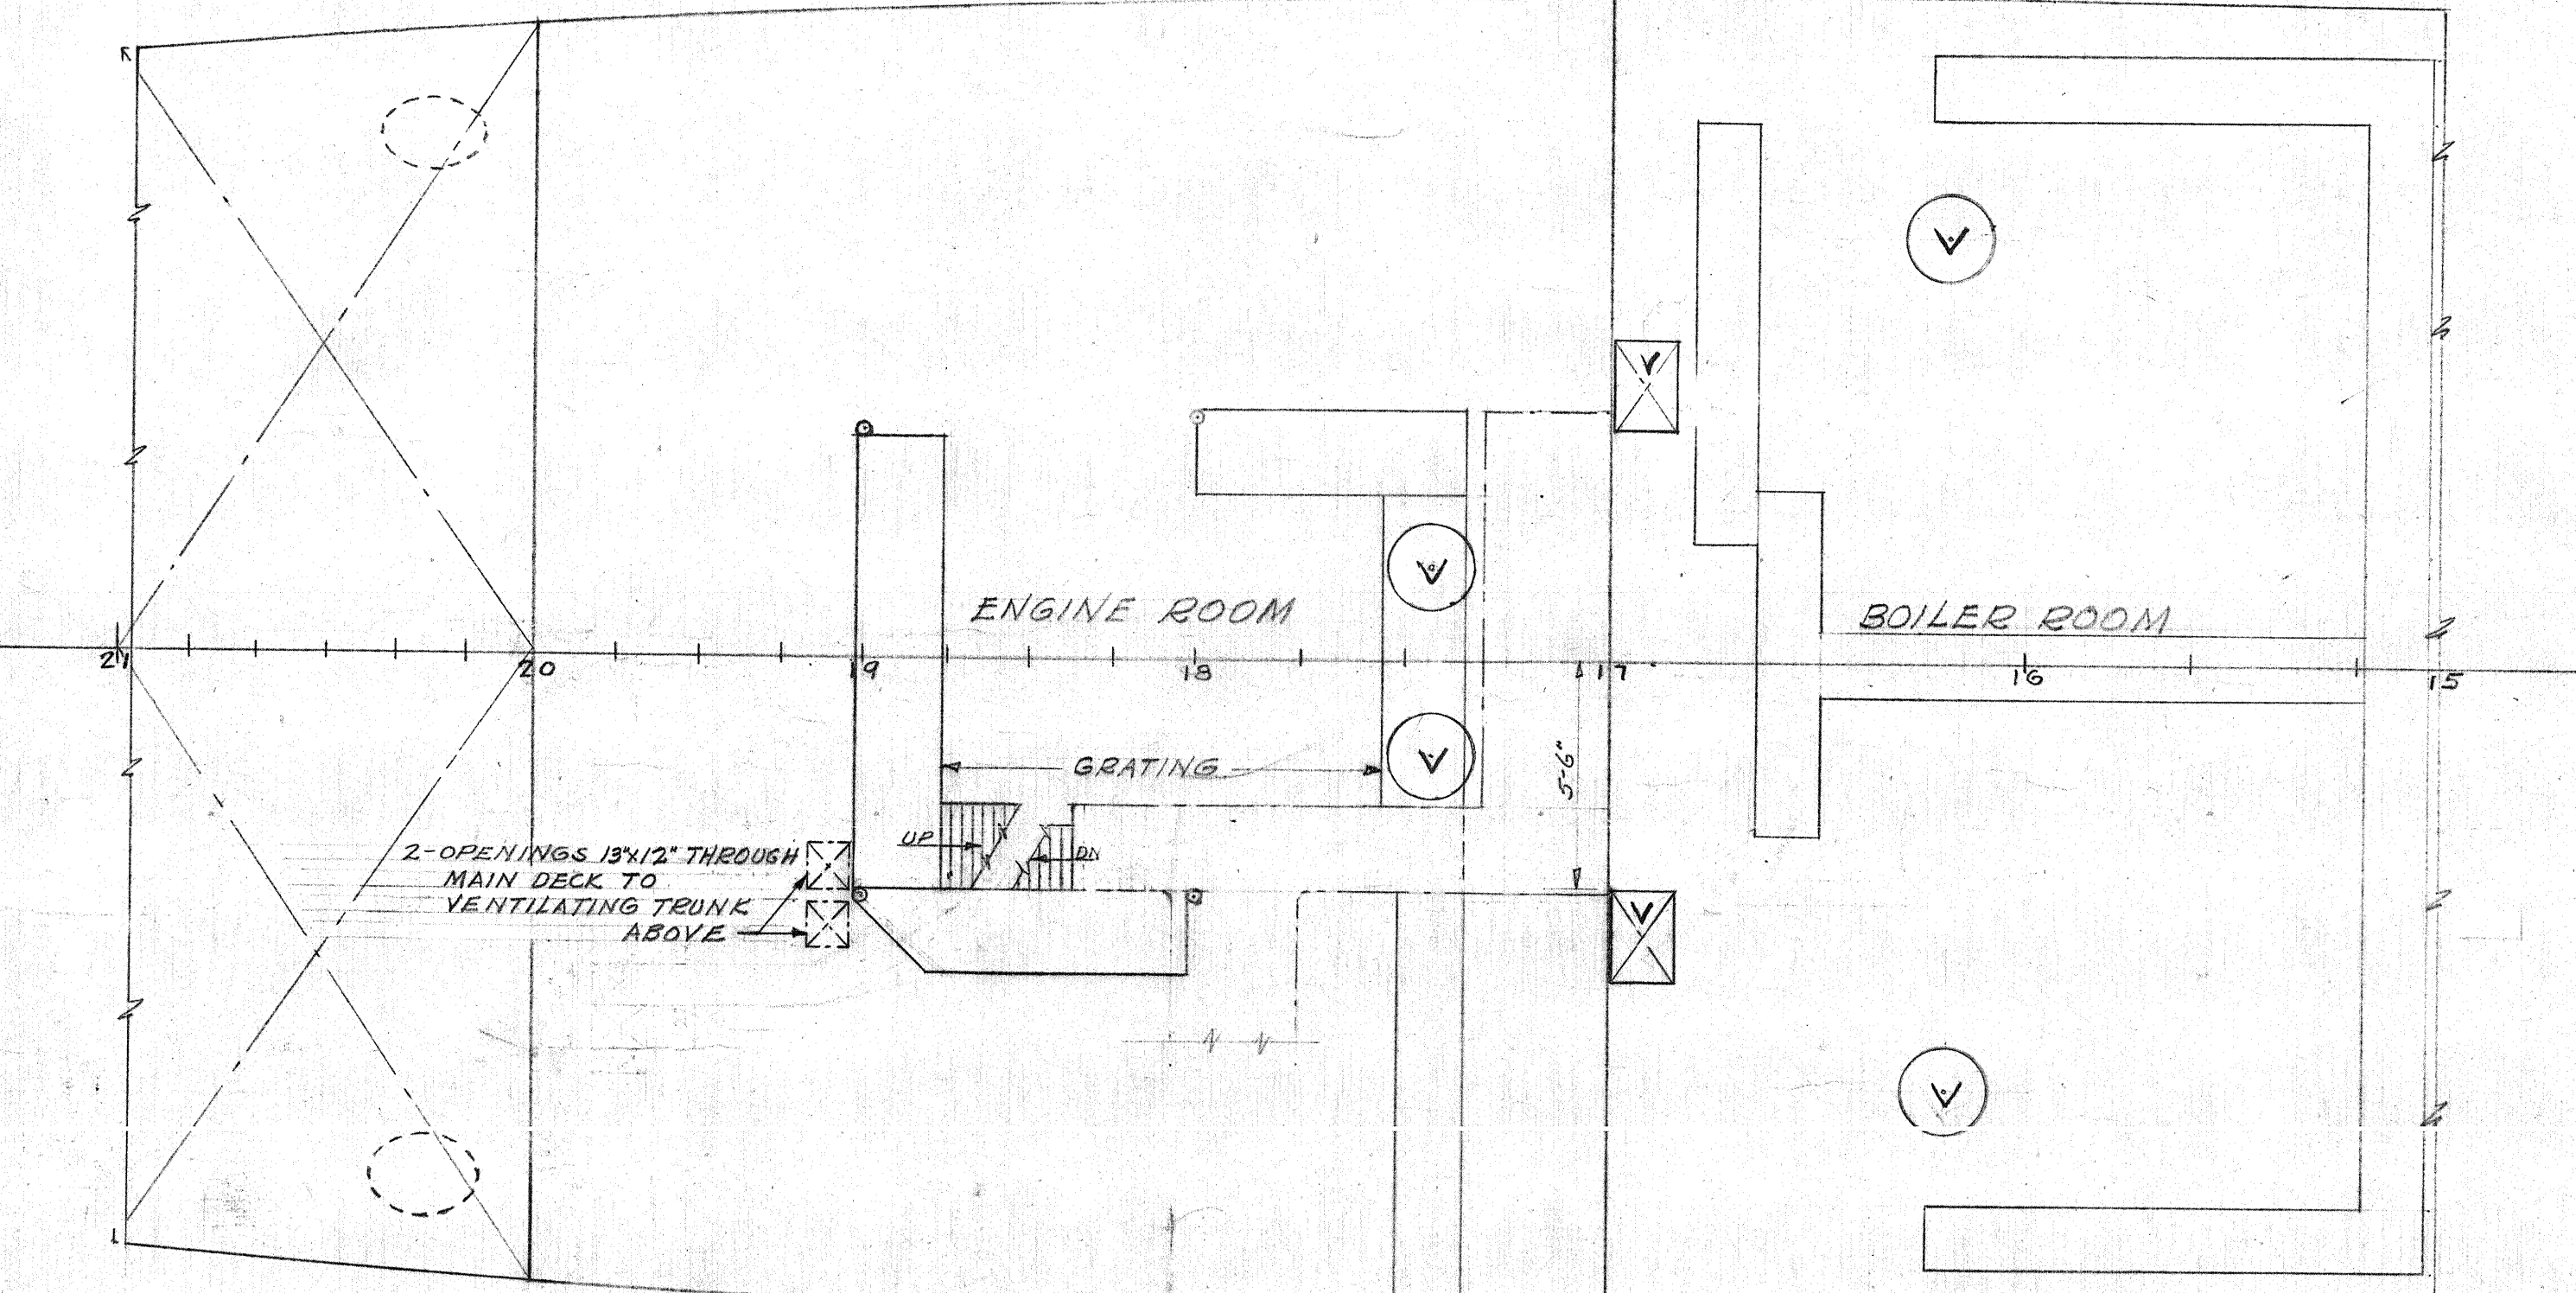 V
V
V
ENGINE ROOM
BOILER ROOM
21
20
19
18
17
16
15
5'-6"
V
GRATING
UP
DN
2-OPENINGS 13"X12" THROUGH
MAIN DECK TO
VENTILATING TRUNK
ABOVE
V
V